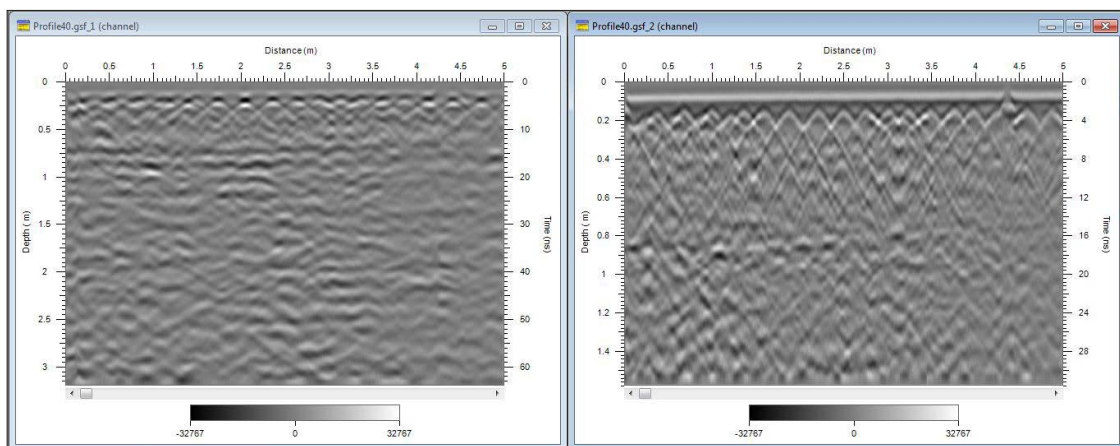 Profile40.gsf_1 (channel)
Distance (m)
0 0.5 1 1.5 2 2.5 3 3.5 4 4.5 5
Depth ( m)
0
0.5
1
1.5
2
2.5
3
Time (ns)
0
10
20
30
40
50
60
-32767 0 32767
Profile40.gsf_2 (channel)
Distance (m)
0 0.5 1 1.5 2 2.5 3 3.5 4 4.5 5
Depth ( m)
0
0.2
0.4
0.6
0.8
1
1.2
1.4
Time (ns)
0
4
8
12
16
20
24
28
-32767 0 32767